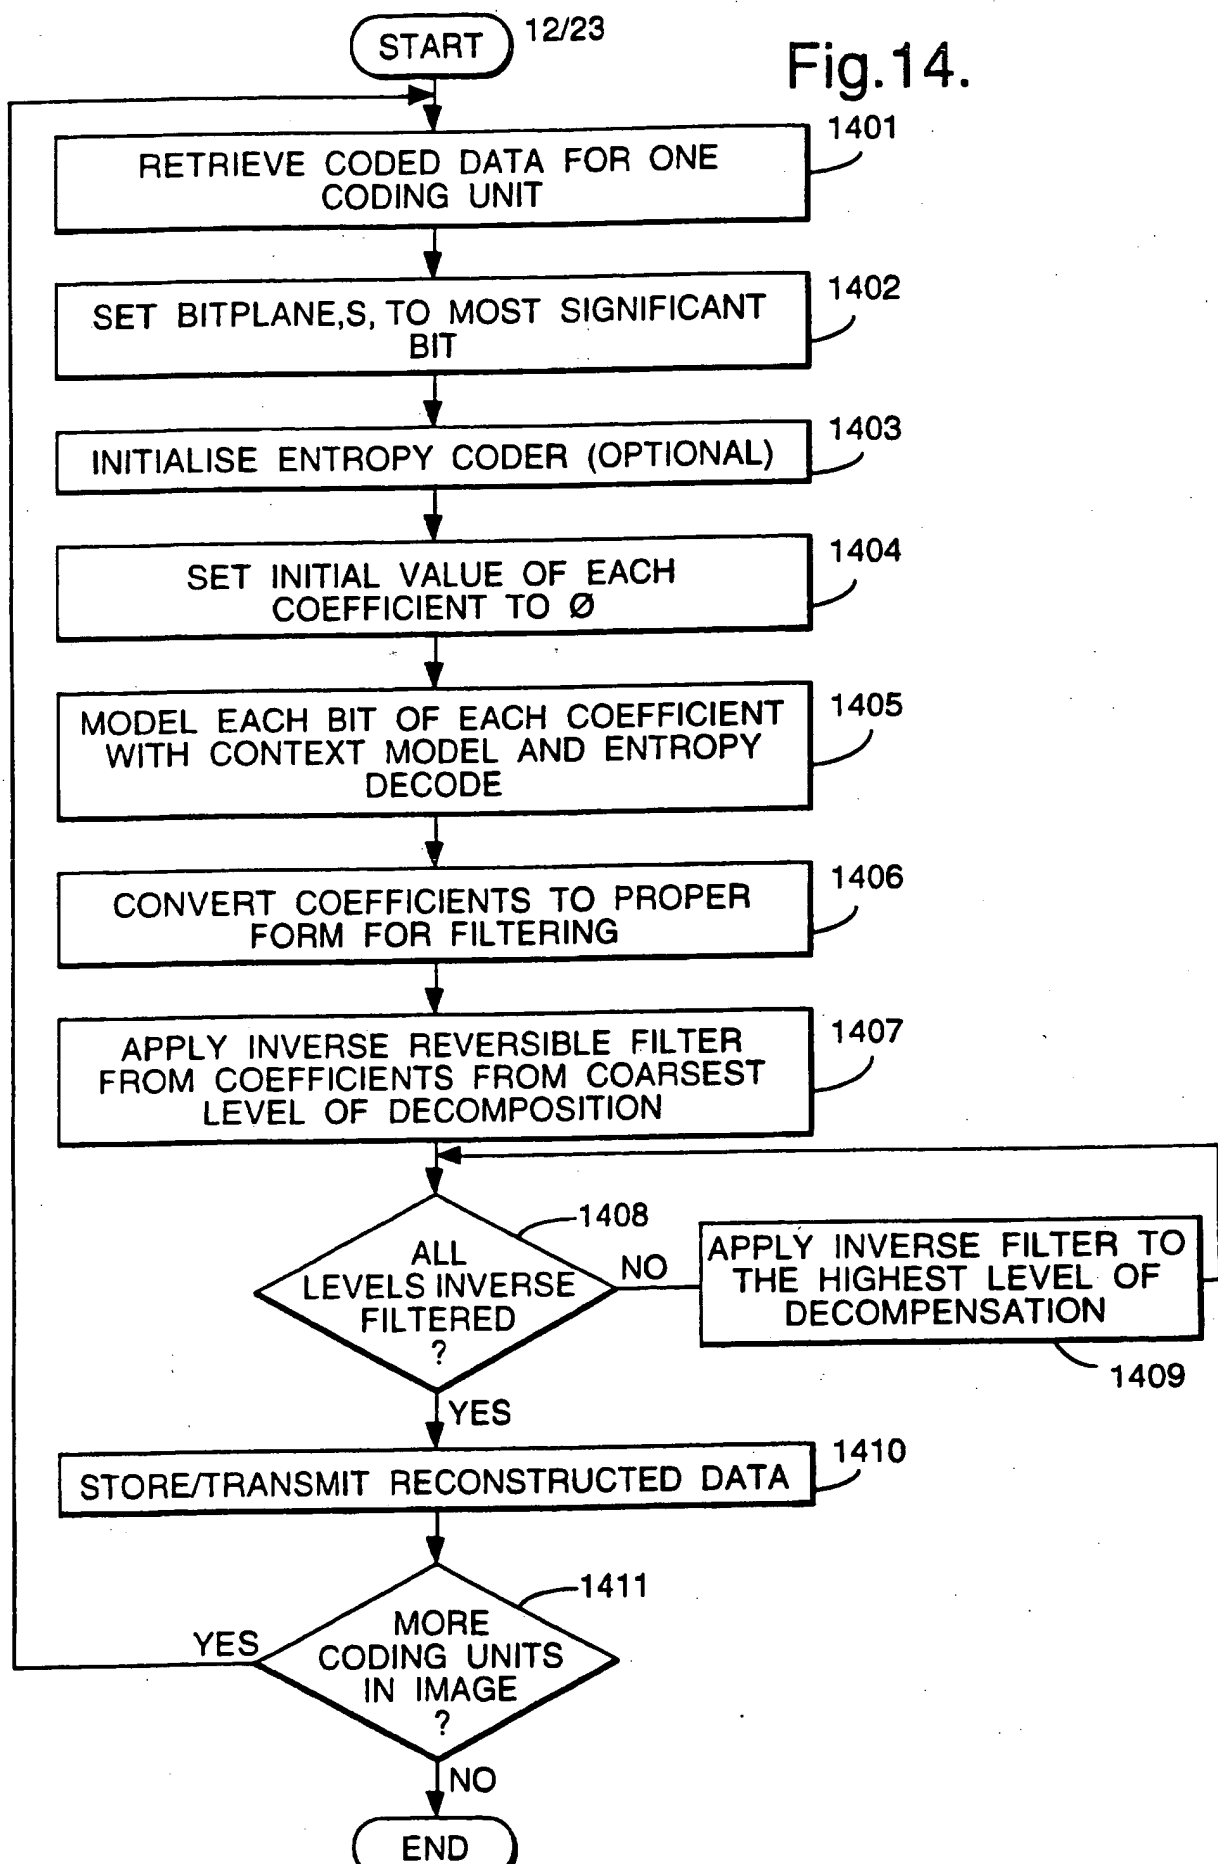 START
12/23
Fig.14.
1401
RETRIEVE CODED DATA FOR ONE
CODING UNIT
1402
SET BITPLANE,S, TO MOST SIGNIFICANT
BIT
1403
INITIALISE ENTROPY CODER (OPTIONAL)
1404
SET INITIAL VALUE OF EACH
COEFFICIENT TO Ø
1405
MODEL EACH BIT OF EACH COEFFICIENT
WITH CONTEXT MODEL AND ENTROPY
DECODE
1406
CONVERT COEFFICIENTS TO PROPER
FORM FOR FILTERING
1407
APPLY INVERSE REVERSIBLE FILTER
FROM COEFFICIENTS FROM COARSEST
LEVEL OF DECOMPOSITION
1408
ALL
LEVELS INVERSE
FILTERED
?
NO
APPLY INVERSE FILTER TO
THE HIGHEST LEVEL OF
DECOMPENSATION
1409
YES
1410
STORE/TRANSMIT RECONSTRUCTED DATA
1411
MORE
CODING UNITS
IN IMAGE
?
YES
NO
END